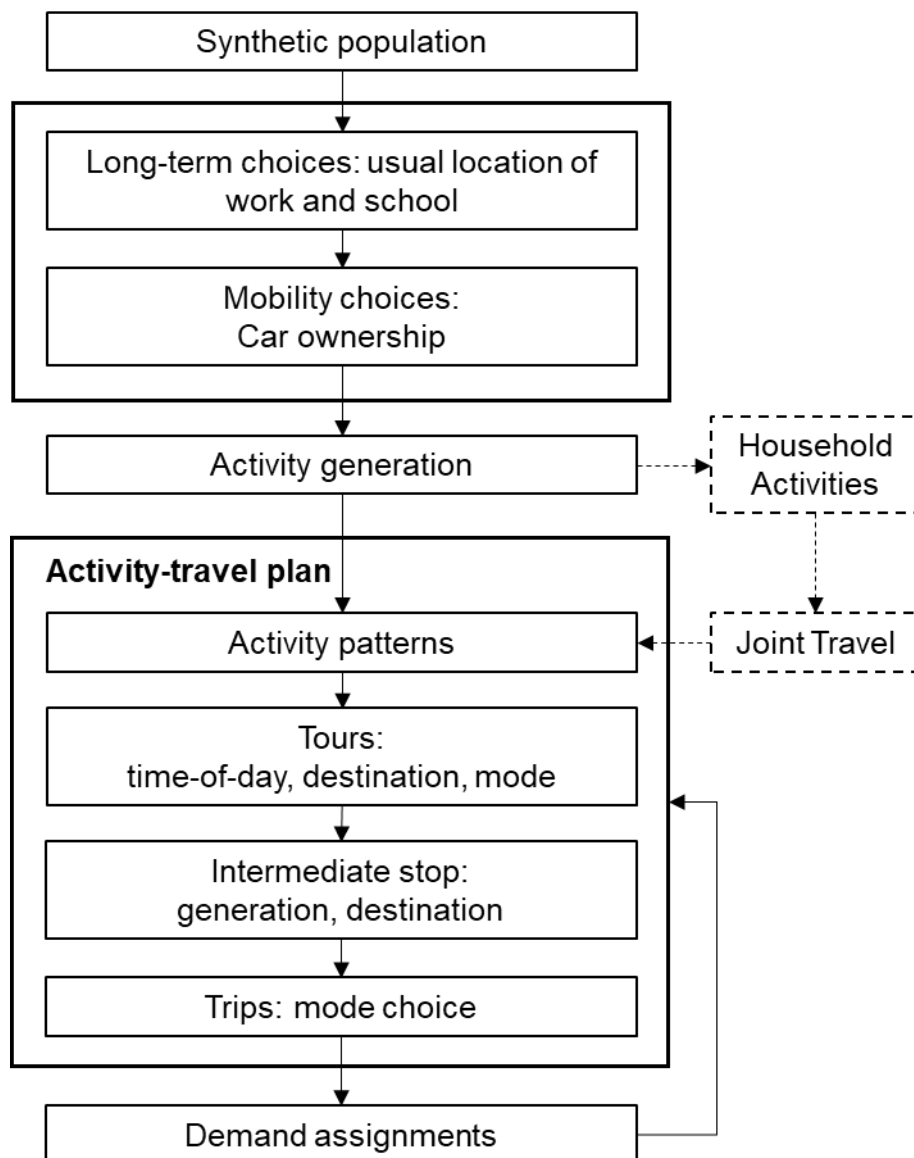 Synthetic population
Long-term choices: usual location of
work and school
Mobility choices:
Car ownership
Activity generation
Household
Activities
Activity-travel plan
Activity patterns
Joint Travel
Tours:
time-of-day, destination, mode
Intermediate stop:
generation, destination
Trips: mode choice
Demand assignments